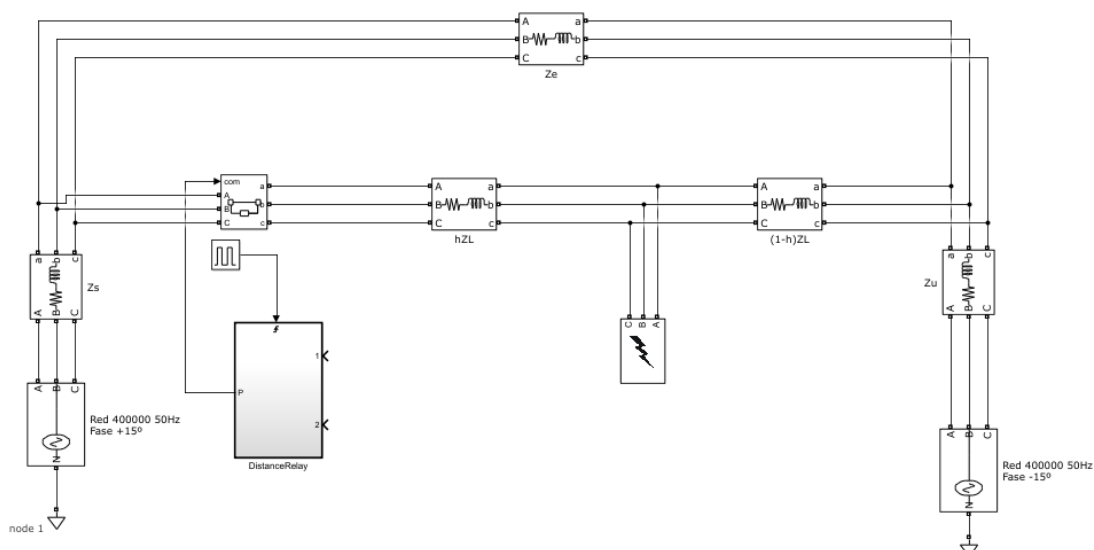 A
B
C
a
b
c
Ze
com
A
B
C
a
b
c
A
B
C
a
b
c
hZL
A
B
C
a
b
c
(1-h)ZL
a b c
A B C
Zs
a b c
A B C
Zu
C B A
1
P
2
DistanceRelay
A B C
N
Red 400000 50Hz
Fase +15º
A B C
N
Red 400000 50Hz
Fase -15º
node 1